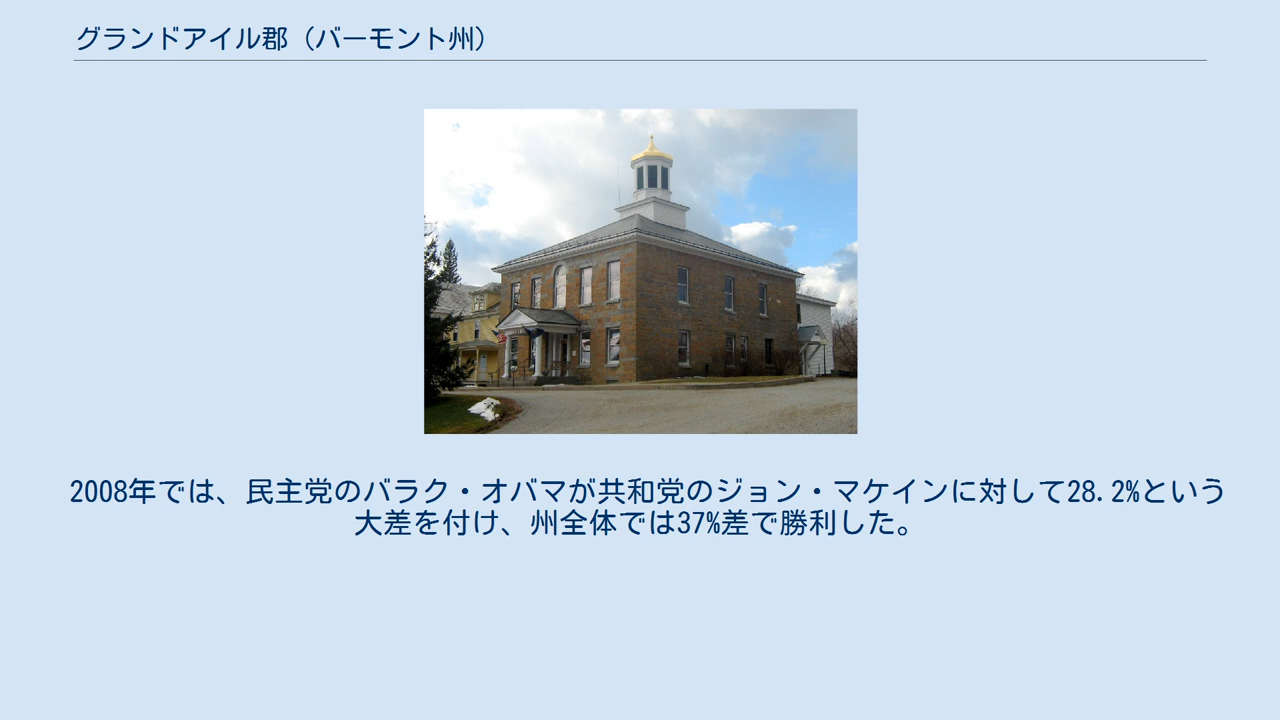 グランドアイル郡（バーモント州）
2008年では、民主党のバラク・オバマが共和党のジョン・マケインに対して28.2%という
大差を付け、州全体では37%差で勝利した。